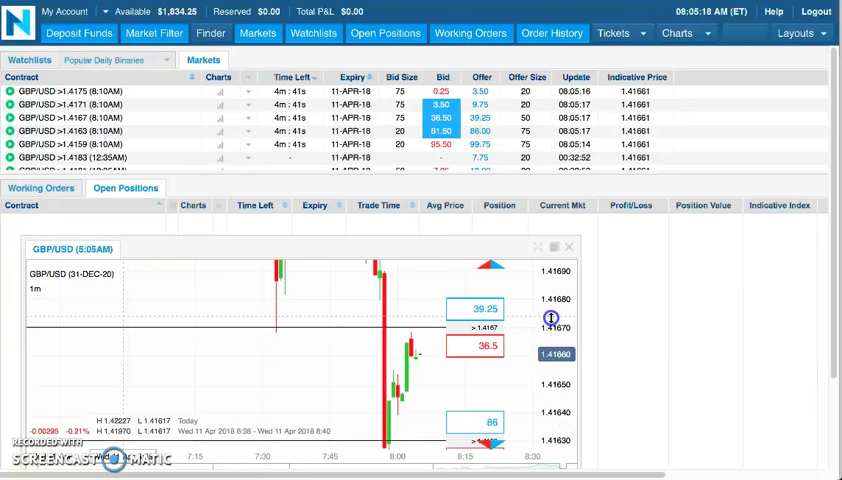 My Account Available $1,834.25 Reserved $0.00 Total P&L $0.00 08:05:18 AM (ET) Help Logout
N
Deposit Funds Market Filter Finder Markets Watchlists Open Positions Working Orders Order History Tickets Charts Layouts
Watchlists Popular Daily Binaries Markets
Contract Charts Time Left Expiry Bid Size Bid Offer Offer Size Update Indicative Price
GBP/USD >1.4175 (8:10AM) 4m : 41s 11-APR-18 75 0.25 3.50 20 08:05:16 1.41661
GBP/USD >1.4171 (8:10AM) 4m : 41s 11-APR-18 75 3.50 9.75 20 08:05:17 1.41661
GBP/USD >1.4167 (8:10AM) 4m : 41s 11-APR-18 75 36.50 39.25 50 08:05:17 1.41661
GBP/USD >1.4163 (8:10AM) 4m : 41s 11-APR-18 20 81.50 86.00 75 08:05:17 1.41661
GBP/USD >1.4159 (8:10AM) 4m : 41s 11-APR-18 20 95.50 99.75 75 08:05:14 1.41661
GBP/USD >1.4183 (12:35AM) - 11-APR-18 - - 7.75 20 00:32:52 1.41661
Working Orders Open Positions
Contract Charts Time Left Expiry Trade Time Avg Price Position Current Mkt Profit/Loss Position Value Indicative Index
GBP/USD (5:05AM)
GBP/USD (31-DEC-20)
1m
1.41690
1.41680
39.25
> 1.4167
1.41670
36.5
1.41660
1.41650
1.41640
86
1.41630
H 1.42227 L 1.41617 Today
-0.00295 -0.21% H 1.41970 L 1.41617 Wed 11 Apr 2018 6:38 - Wed 11 Apr 2018 8:40
7:15 7:30 7:45 8:00 8:15 8:30
RECORDED WITH
SCREENCAST MATIC